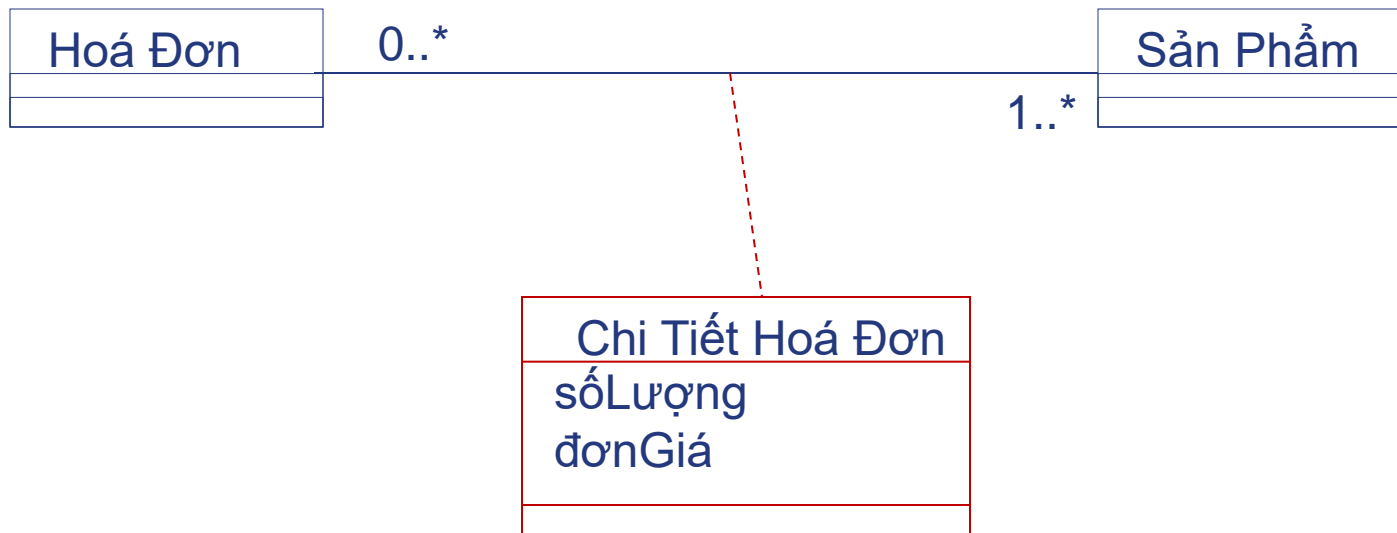 Hoá Đơn
0..*
Sản Phẩm
1..*
Chi Tiết Hoá Đơn
sốLượng
đơnGiá